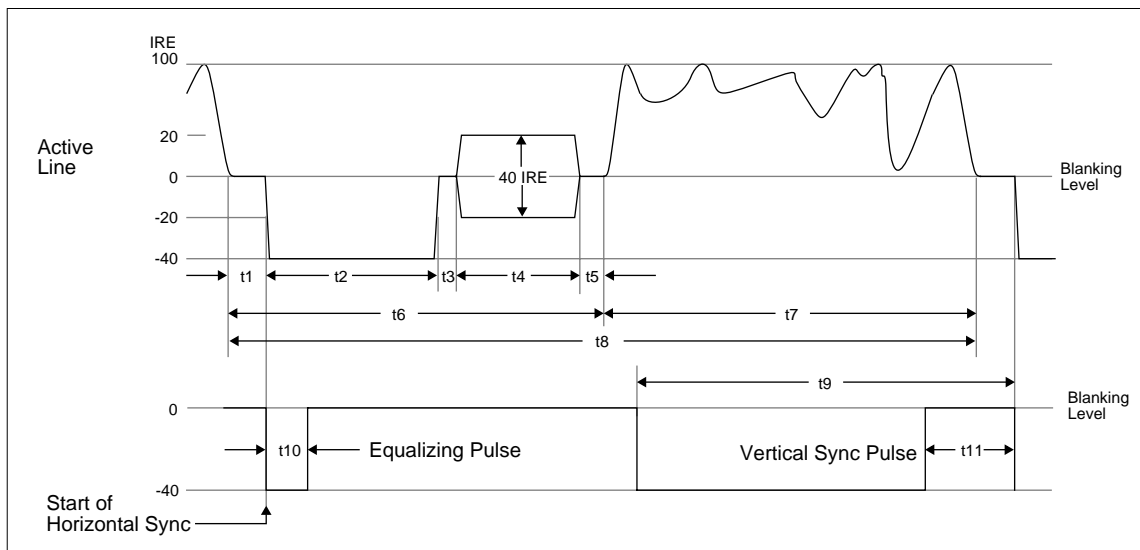 IRE
100
Active
Line
20
0
40 IRE
Blanking
Level
-20
-40
t1
t2
t3
t4
t5
t6
t7
t8
t9
0
Blanking
Level
t10
Equalizing Pulse
Vertical Sync Pulse
t11
-40
Start of
Horizontal Sync